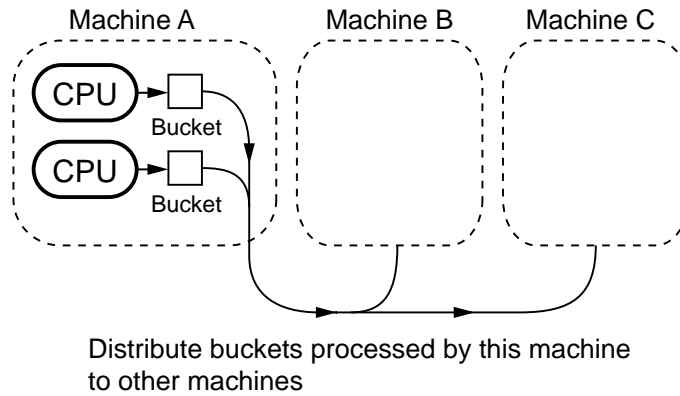 Machine A
Machine B
Machine C
CPU
Bucket
CPU
Bucket
Distribute buckets processed by this machine
to other machines